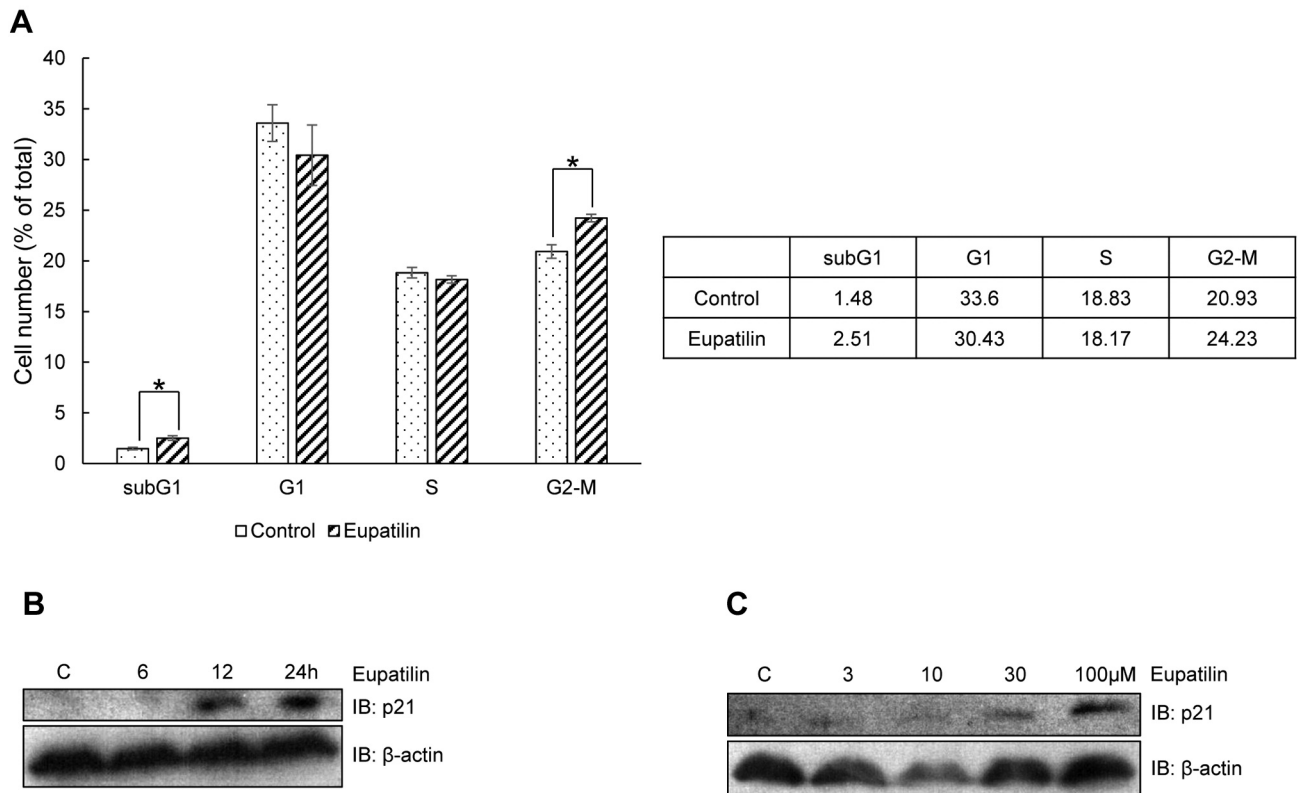 A
40
35
30
25
20
15
10
5
0
Cell number (% of total)
*
*
subG1 G1 S G2-M
Control Eupatilin
subG1 G1 S G2-M
Control 1.48 33.6 18.83 20.93
Eupatilin 2.51 30.43 18.17 24.23
B
C 6 12 24h Eupatilin
IB: p21
IB: β-actin
C
C 3 10 30 100μM Eupatilin
IB: p21
IB: β-actin